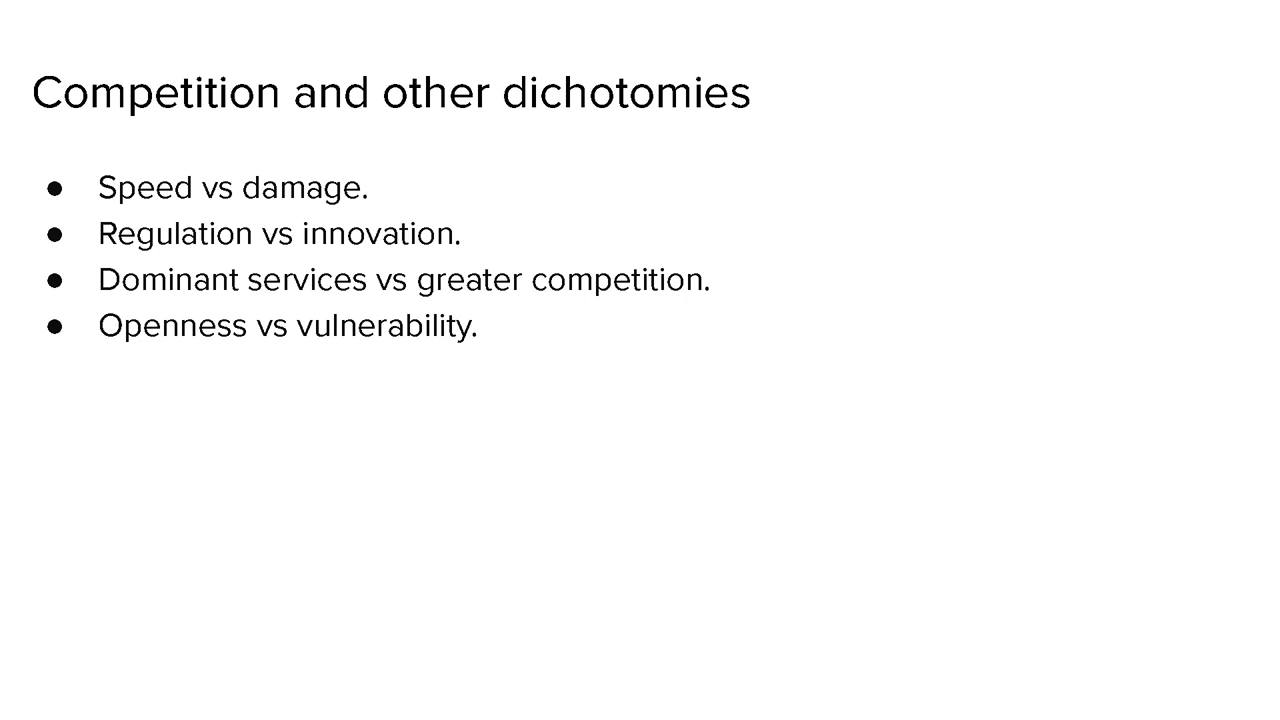 Competition and other dichotomies
● Speed vs damage.
● Regulation vs innovation.
● Dominant services vs greater competition.
● Openness vs vulnerability.